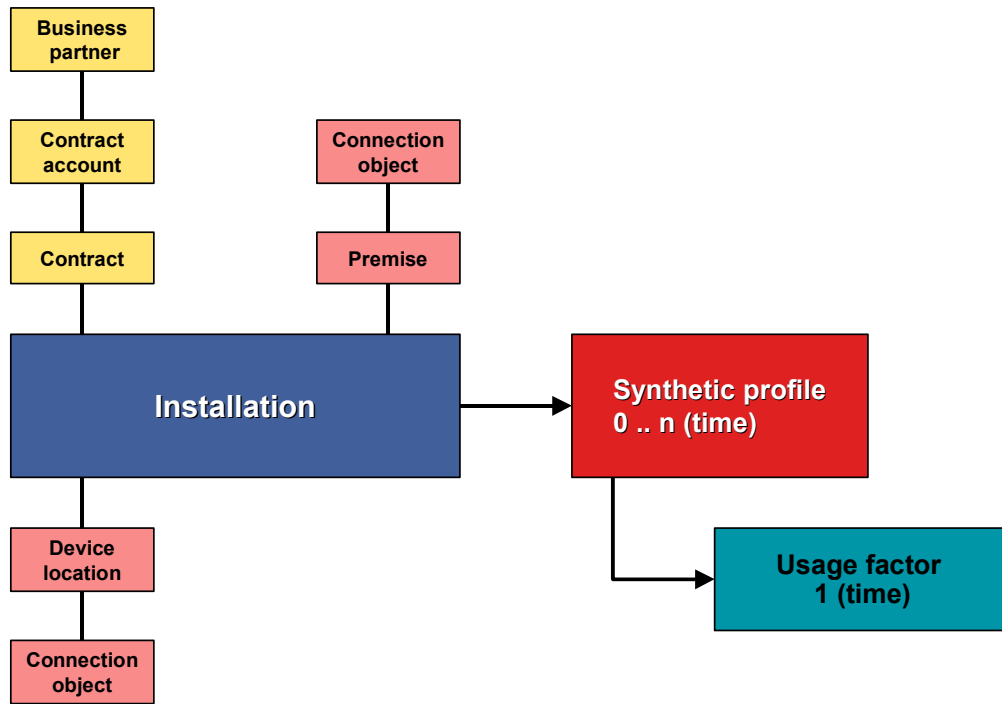 Business
partner
Contract
account
Connection
object
Contract
Premise
Installation
Synthetic profile
0 .. n (time)
Device
location
Usage factor
1 (time)
Connection
object